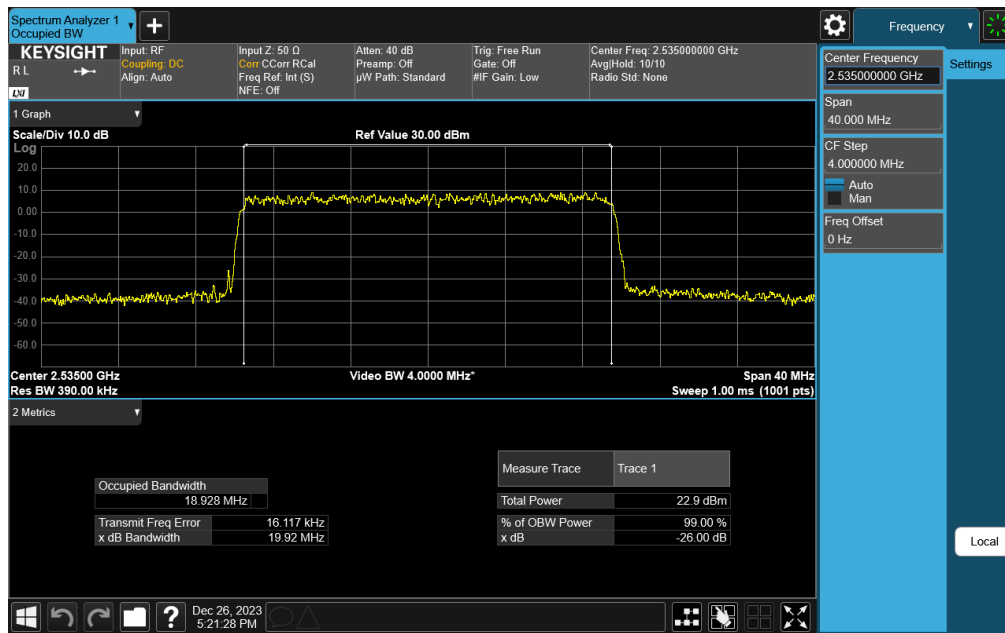 Spectrum Analyzer 1
Occupied BW
Frequency
KEYSIGHT
R L
LXI
Input: RF
Coupling: DC
Align: Auto
Input Z: 50 Ω
Corr CCorr RCal
Freq Ref: Int (S)
NFE: Off
Atten: 40 dB
Preamp: Off
µW Path: Standard
Trig: Free Run
Gate: Off
#IF Gain: Low
Center Freq: 2.535000000 GHz
Avg|Hold: 10/10
Radio Std: None
Center Frequency
2.535000000 GHz
Settings
Span
40.000 MHz
CF Step
4.000000 MHz
Auto
Man
Freq Offset
0 Hz
1 Graph
Scale/Div 10.0 dB
Ref Value 30.00 dBm
Log
20.0
10.0
0.00
-10.0
-20.0
-30.0
-40.0
-50.0
-60.0
Center 2.53500 GHz
Video BW 4.0000 MHz*
Span 40 MHz
Res BW 390.00 kHz
Sweep 1.00 ms (1001 pts)
2 Metrics
Measure Trace Trace 1
Occupied Bandwidth
18.928 MHz
Total Power 22.9 dBm
Transmit Freq Error 16.117 kHz
% of OBW Power 99.00 %
x dB Bandwidth 19.92 MHz
x dB -26.00 dB
Local
?
Dec 26, 2023
5:21:28 PM